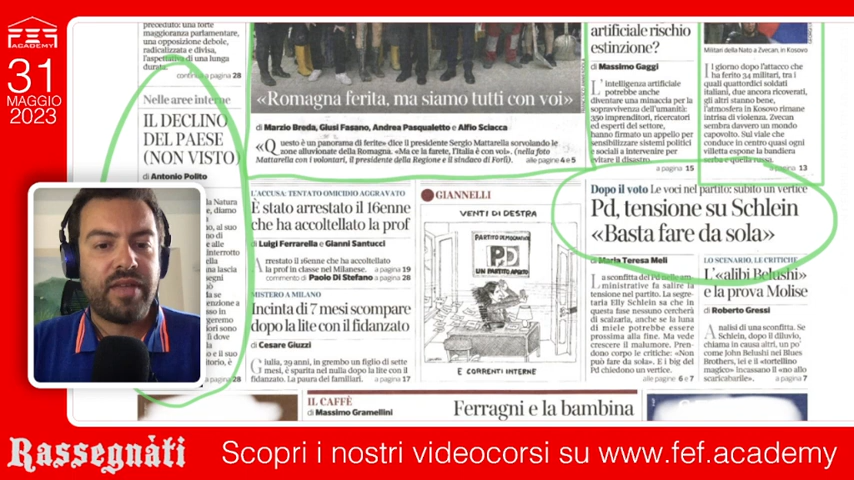 FEF
ACADEMY
31
MAGGIO
2023
preceduto: una forte
maggioranza parlamentare,
una opposizione debole,
radicalizzata e divisa,
l'aspettativa di una lunga
durata.
continua a pagina 28
Nelle aree interne
IL DECLINO
DEL PAESE
(NON VISTO)
di Antonio Polito
«Romagna ferita, ma siamo tutti con voi»
di Marzio Breda, Giusi Fasano, Andrea Pasqualetto e Alfio Sciacca
«Questo è un panorama di ferite» dice il presidente Sergio Mattarella sorvolando le
zone alluvionate della Romagna. «Ma ce la farete, l'Italia è con voi». (nella foto
Mattarella con i volontari, il presidente della Regione e il sindaco di Forlì). alle pagine 4 e 5
artificiale rischio
estinzione?
di Massimo Gaggi
L'intelligenza artificiale
potrebbe anche
diventare una minaccia per la
sopravvivenza dell'umanità:
350 imprenditori, ricercatori
ed esperti del settore,
hanno firmato un appello per
sensibilizzare sistemi politici
e sociali a intervenire per
evitare il disastro.
a pagina 15
Militari della Nato a Zvecan, in Kosovo
Il giorno dopo l'attacco che
ha ferito 34 militari, tra i
quali quattordici soldati
italiani, due ancora ricoverati,
gli altri stanno bene,
l'atmosfera in Kosovo rimane
intrisa di violenza. Zvecan
sembra davvero un mondo
capovolto. Sul viale che
conduce in centro quasi ogni
villetta espone la bandiera
serba e quella russa.
a pagina 13
L'ACCUSA: TENTATO OMICIDIO AGGRAVATO
È stato arrestato il 16enne
che ha accoltellato la prof
di Luigi Ferrarella e Gianni Santucci
Arrestato il 16enne che ha accoltellato
la prof in classe nel Milanese. a pagina 19
commento di Paolo Di Stefano a pagina 28
MISTERO A MILANO
Incinta di 7 mesi scompare
dopo la lite con il fidanzato
di Cesare Giuzzi
Giulia, 29 anni, in grembo un figlio di sette
mesi, è sparita nel nulla dopo la lite con il
fidanzato. La paura dei familiari. a pagina 17
GIANNELLI
VENTI DI DESTRA
PARTITO DEMOCRATICO
PD
UN PARTITO APERTO
E CORRENTI INTERNE
Dopo il voto Le voci nel partito: subito un vertice
Pd, tensione su Schlein
«Basta fare da sola»
di Maria Teresa Meli
La sconfitta del Pd nelle am-
ministrative fa salire la
tensione nel partito. La segre-
taria Elly Schlein sa che in
questa fase nessuno cercherà
di scalzarla, anche se la luna
di miele potrebbe essere
prossima alla fine. Ma vede
crescere il malumore. Pren-
dono corpo le critiche: «Non
può fare da sola». E i big del
Pd chiedono un vertice.
alle pagine 6 e 7
LO SCENARIO, LE CRITICHE
L'«alibi Belushi»
e la prova Molise
di Roberto Gressi
Analisi di una sconfitta. Se
Schlein, dopo il diluvio,
chiama in causa altri, un po'
come John Belushi nei Blues
Brothers, lei e il «tortellino
magico» incassano il «no allo
scaricabarile».
a pagina 7
28
IL CAFFÈ
di Massimo Gramellini
Ferragni e la bambina
Rassegnàti
Scopri i nostri videocorsi su www.fef.academy